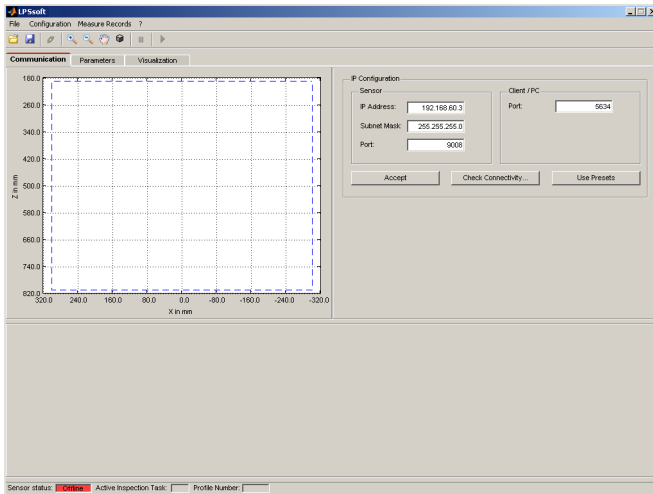 LPSsoft
File Configuration Measure Records ?
Communication Parameters Visualization
180.0
260.0
340.0
420.0
500.0
580.0
660.0
740.0
820.0
Z in mm
320.0 240.0 160.0 80.0 0.0 -80.0 -160.0 -240.0 -320.0
X in mm
IP Configuration
Sensor
IP Address: 192.168.60.3
Subnet Mask: 255.255.255.0
Port: 9008
Client / PC
Port: 5634
Accept Check Connectivity... Use Presets
Sensor status: Offline Active Inspection Task: Profile Number: